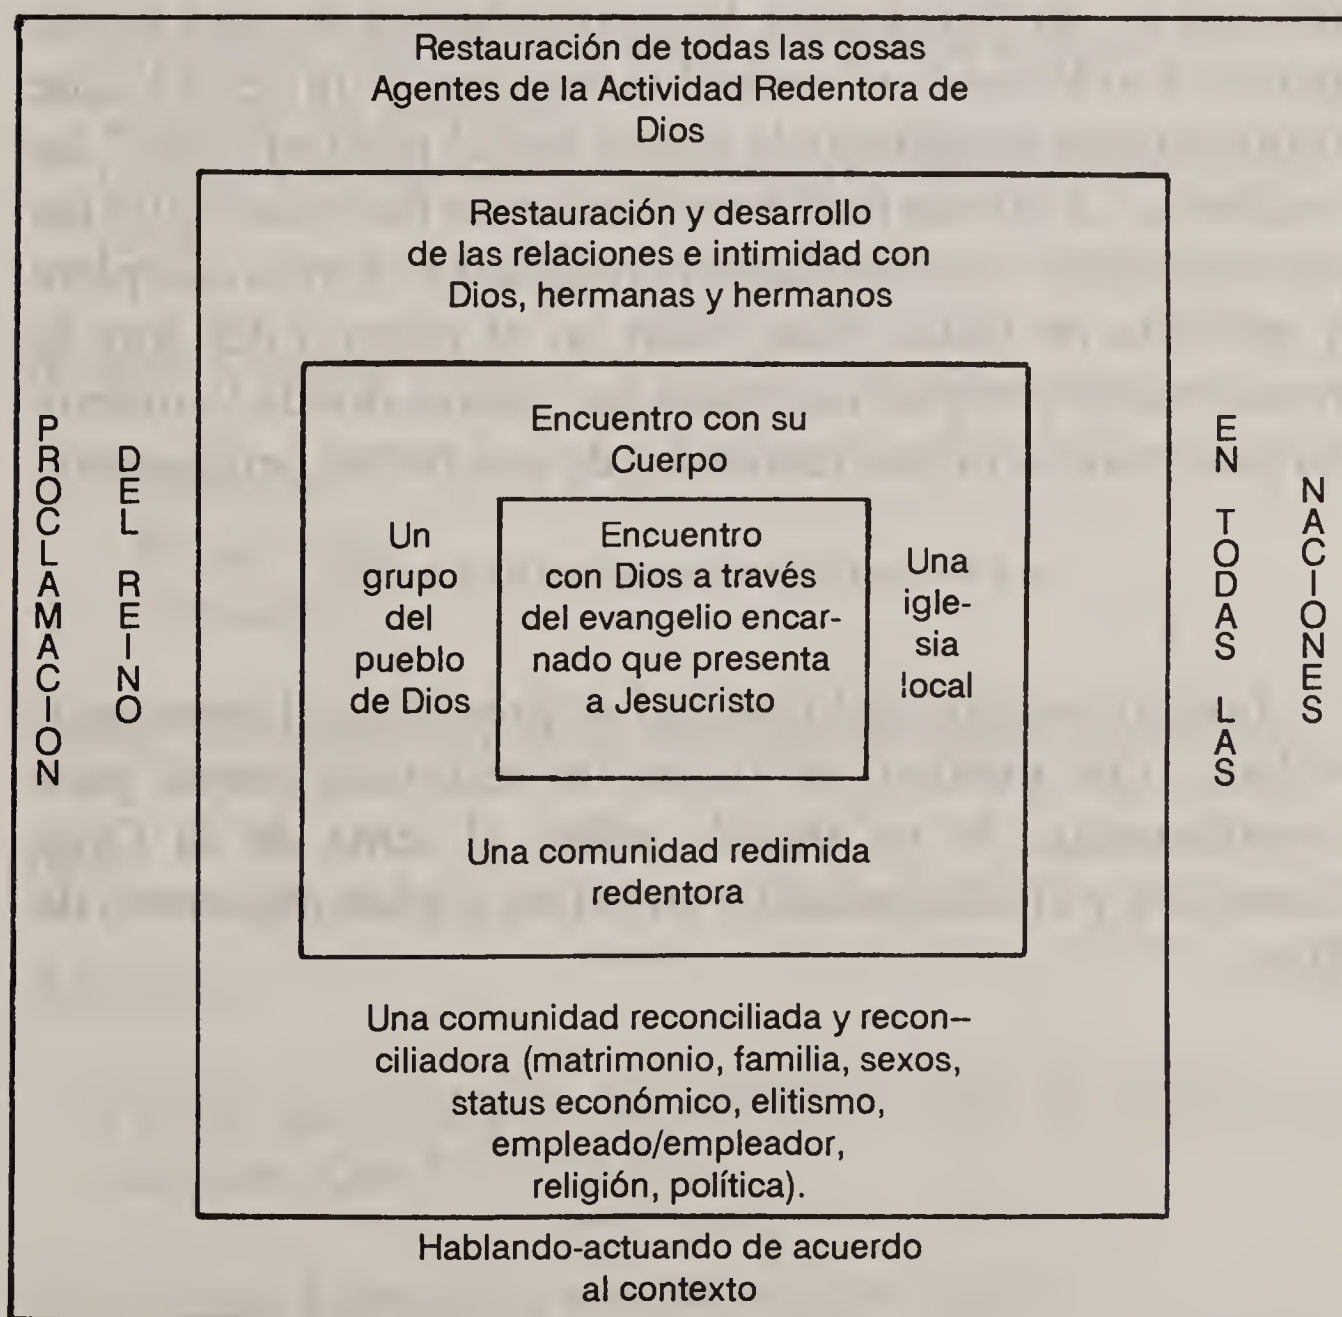 Restauración de todas las cosas
Agentes de la Actividad Redentora de
Dios
Restauración y desarrollo
de las relaciones e intimidad con
Dios, hermanas y hermanos
PROCLAMACION
DEL REINO
Encuentro con su
Cuerpo
Un
grupo
del
pueblo
de Dios
Encuentro
con Dios a través
del evangelio encar-
nado que presenta
a Jesucristo
Una
igle-
sia
local
EN TODAS LAS
NACIONES
Una comunidad redimida
redentora
Una comunidad reconciliada y recon-
ciliadora (matrimonio, familia, sexos,
status económico, elitismo,
empleado/empleador,
religión, política).
Hablando-actuando de acuerdo
al contexto